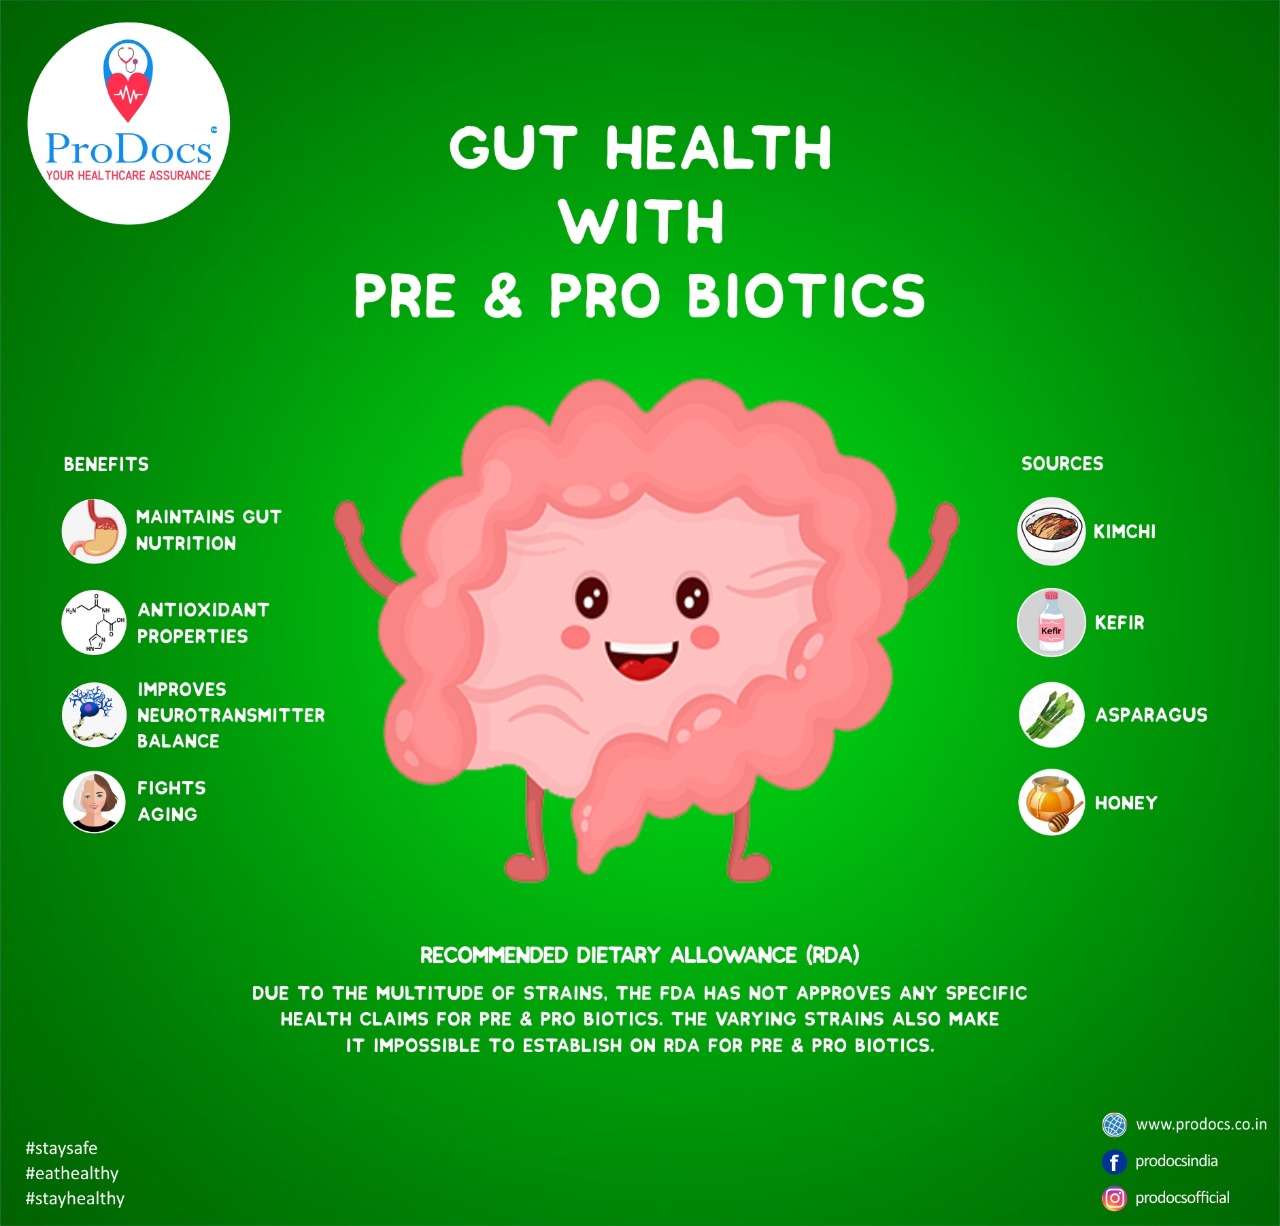 ProDocs
YOUR HEALTHCARE ASSURANCE
GUT HEALTH
WITH
PRE & PRO BIOTICS
BENEFITS
MAINTAINS GUT
NUTRITION
ANTIOXIDANT
PROPERTIES
IMPROVES
NEUROTRANSMITTER
BALANCE
FIGHTS
AGING
SOURCES
KIMCHI
Kefir
KEFIR
ASPARAGUS
HONEY
RECOMMENDED DIETARY ALLOWANCE (RDA)
DUE TO THE MULTITUDE OF STRAINS, THE FDA HAS NOT APPROVES ANY SPECIFIC
HEALTH CLAIMS FOR PRE & PRO BIOTICS. THE VARYING STRAINS ALSO MAKE
IT IMPOSSIBLE TO ESTABLISH ON RDA FOR PRE & PRO BIOTICS.
#staysafe
#eathealthy
#stayhealthy
www.prodocs.co.in
prodocsindia
prodocsofficial